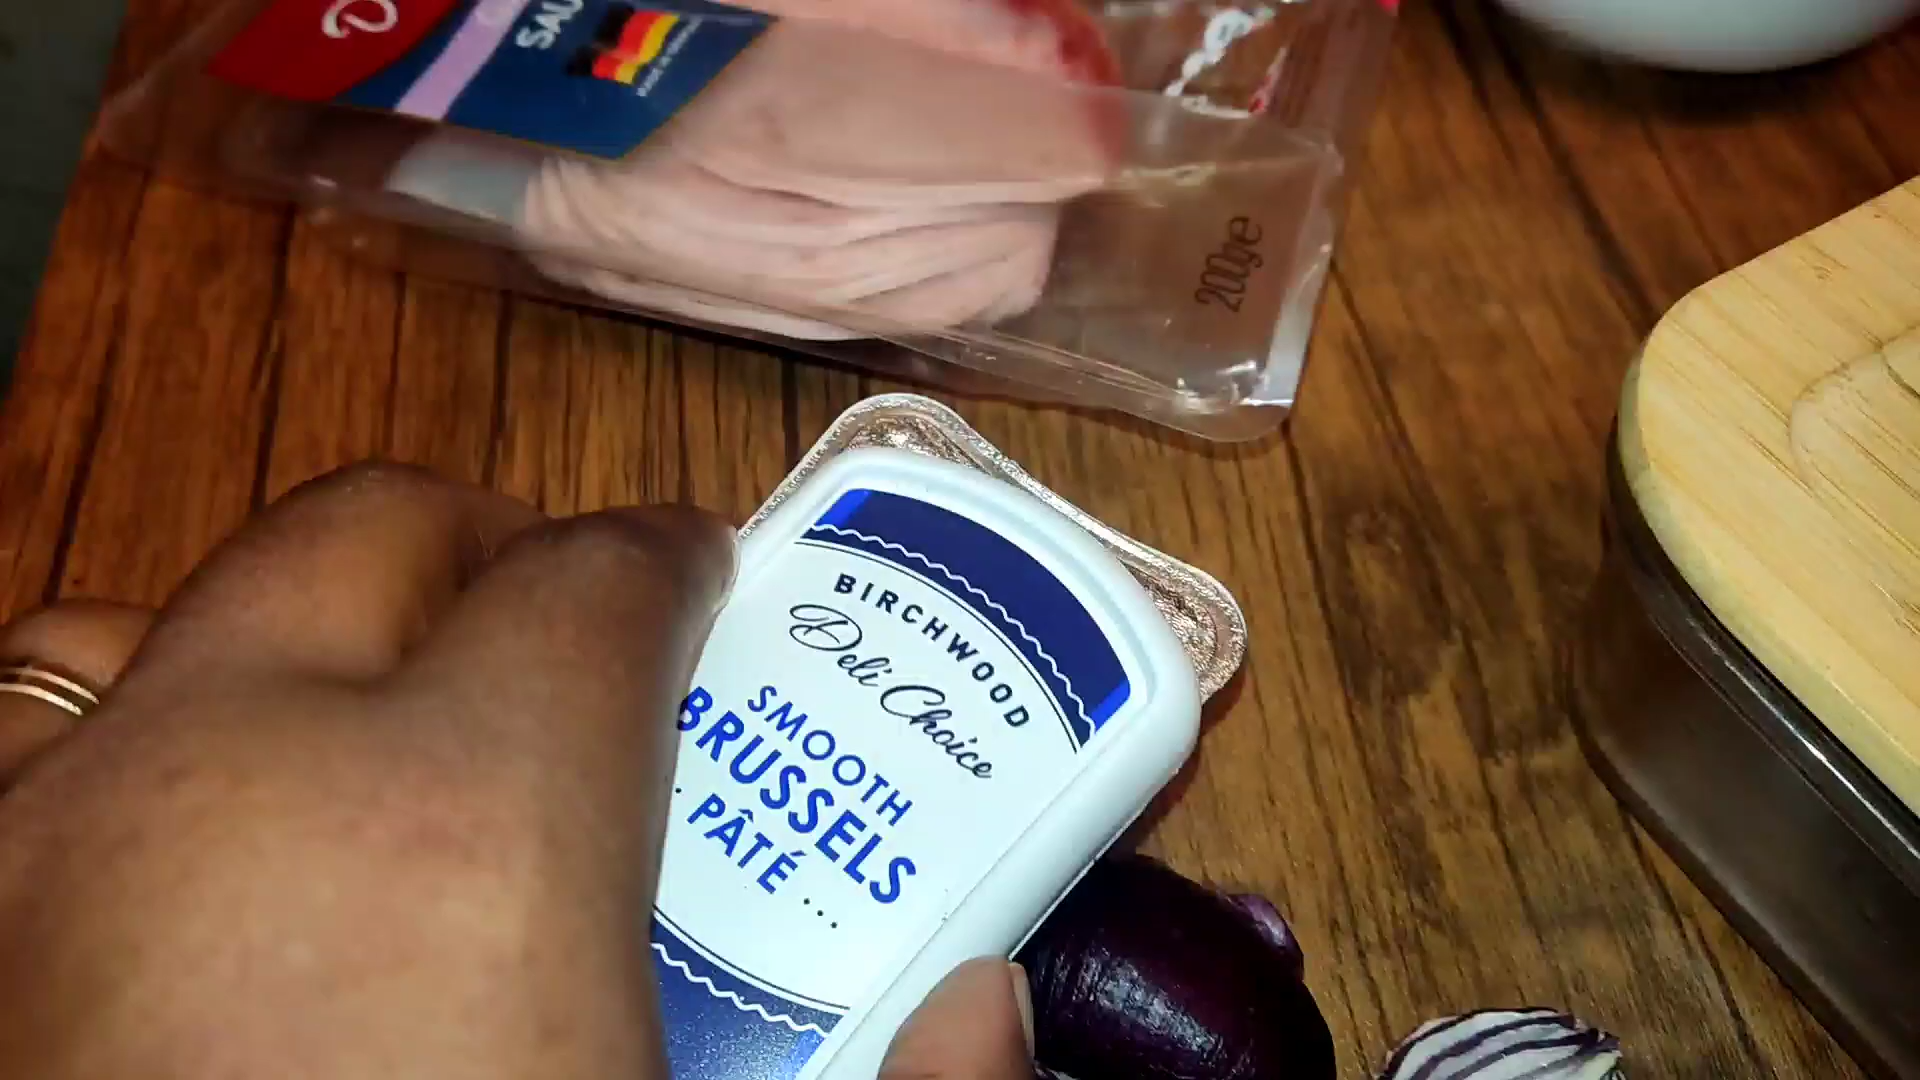 SAU
200g℮
BIRCHWOOD
Deli Choice
SMOOTH
BRUSSELS
· PÂTÉ ...